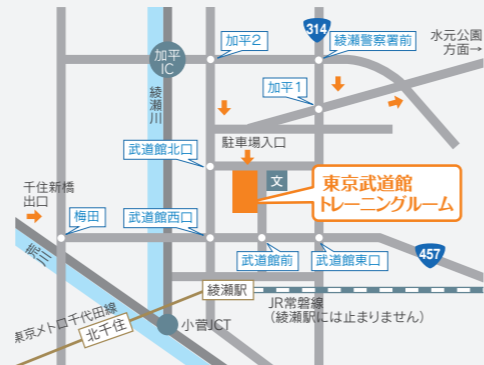 314
加平2
綾瀬警察署前
水元公園
方面→
加平
IC
綾瀬川
加平1
駐車場入口
武道館北口
文
東京武道館
トレーニングルーム
千住新橋
出口
梅田
武道館西口
荒川
武道館前
武道館東口
457
綾瀬駅
JR常磐線
（綾瀬駅には止まりません）
東京メトロ千代田線
北千住
小菅JCT